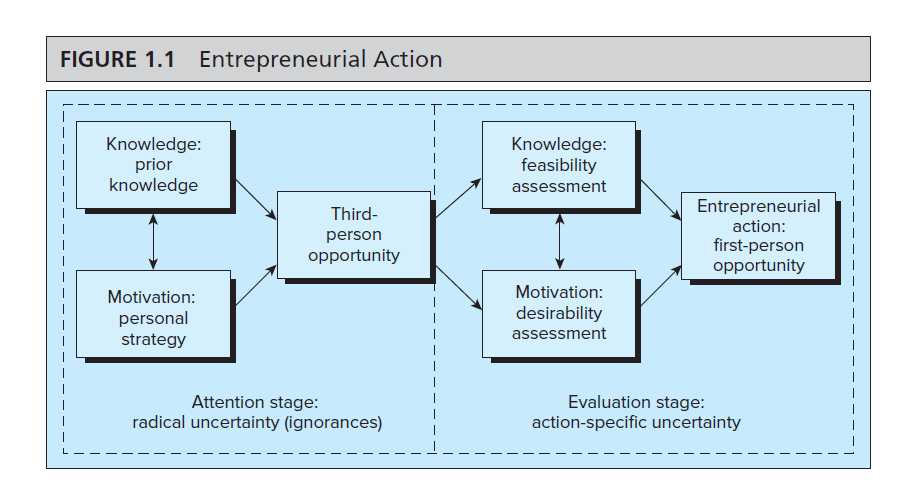 FIGURE 1.1 Entrepreneurial Action
Knowledge:
prior
knowledge
Motivation:
personal
strategy
Third-
person
opportunity
Knowledge:
feasibility
assessment
Motivation:
desirability
assessment
Entrepreneurial
action:
first-person
opportunity
Attention stage:
radical uncertainty (ignorances)
Evaluation stage:
action-specific uncertainty